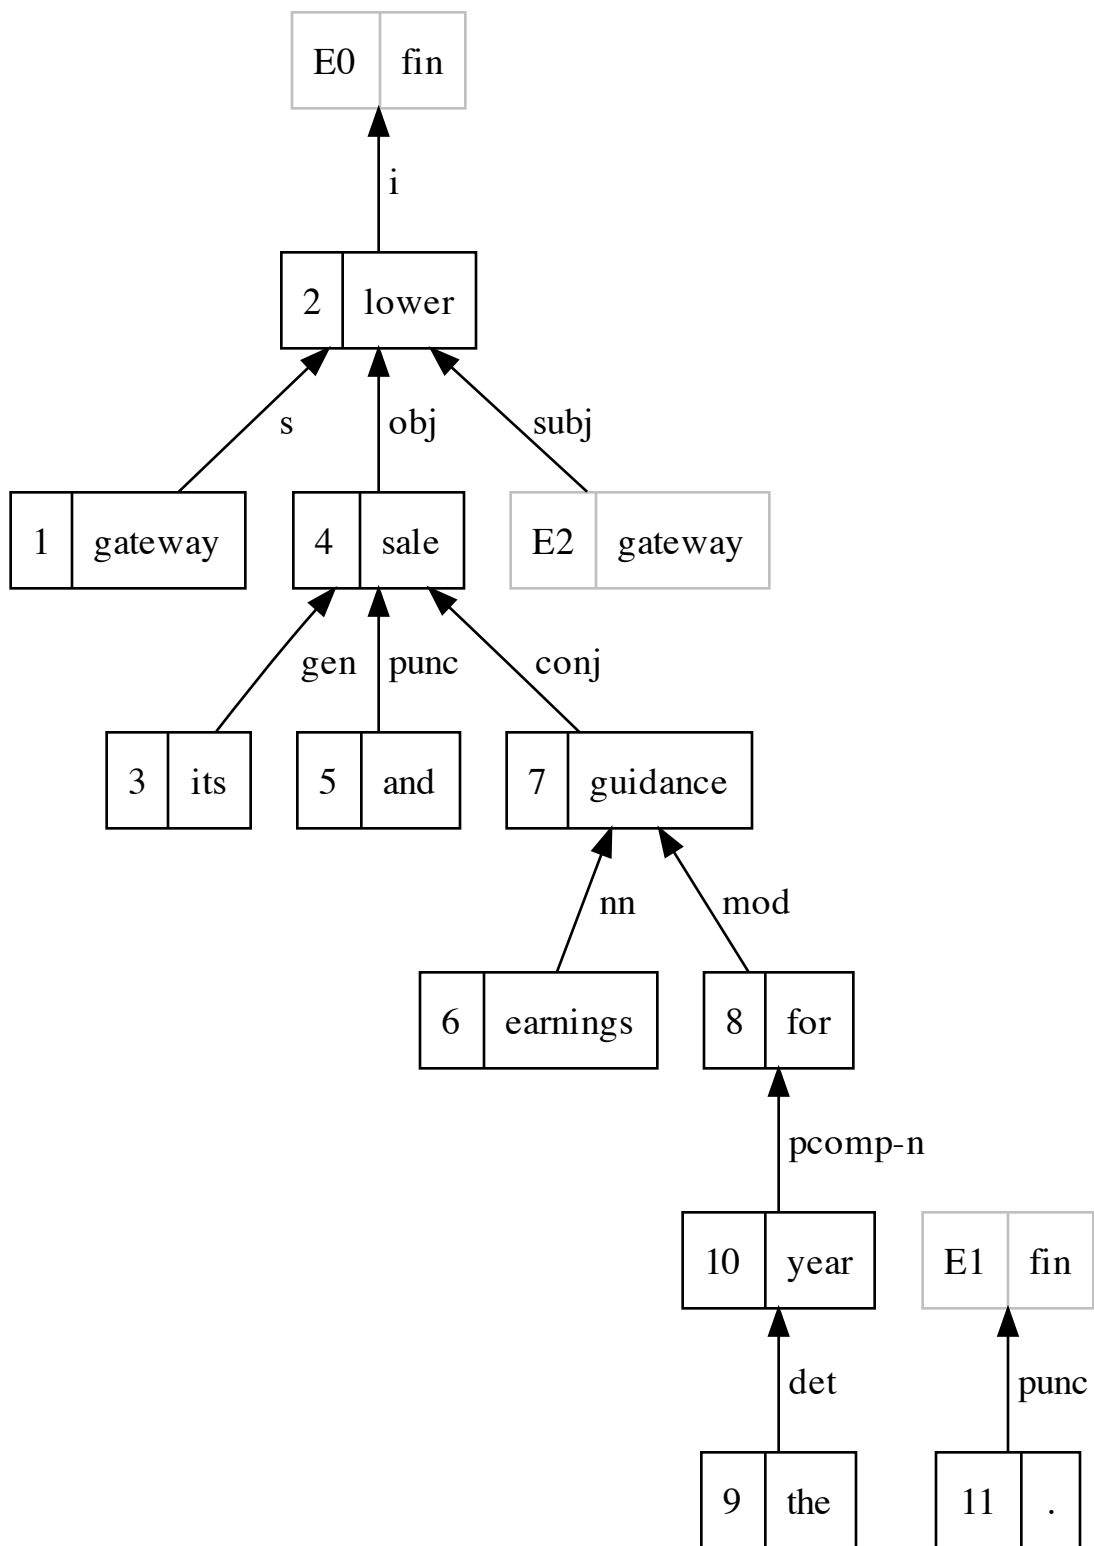 E0 fin
i
2 lower
s obj subj
1 gateway 4 sale E2 gateway
gen punc conj
3 its 5 and 7 guidance
nn mod
6 earnings 8 for
pcomp-n
10 year E1 fin
det punc
9 the 11 .